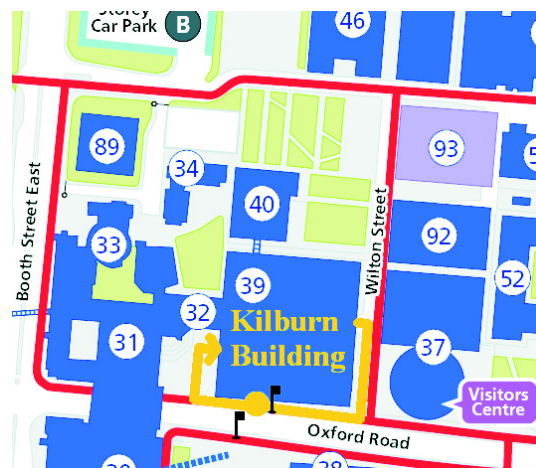 Storey
Car Park
B
46
89
34
93
40
Booth Street East
Wilton Street
33
92
39
52
32
Kilburn
Building
31
37
Visitors
Centre
Oxford Road